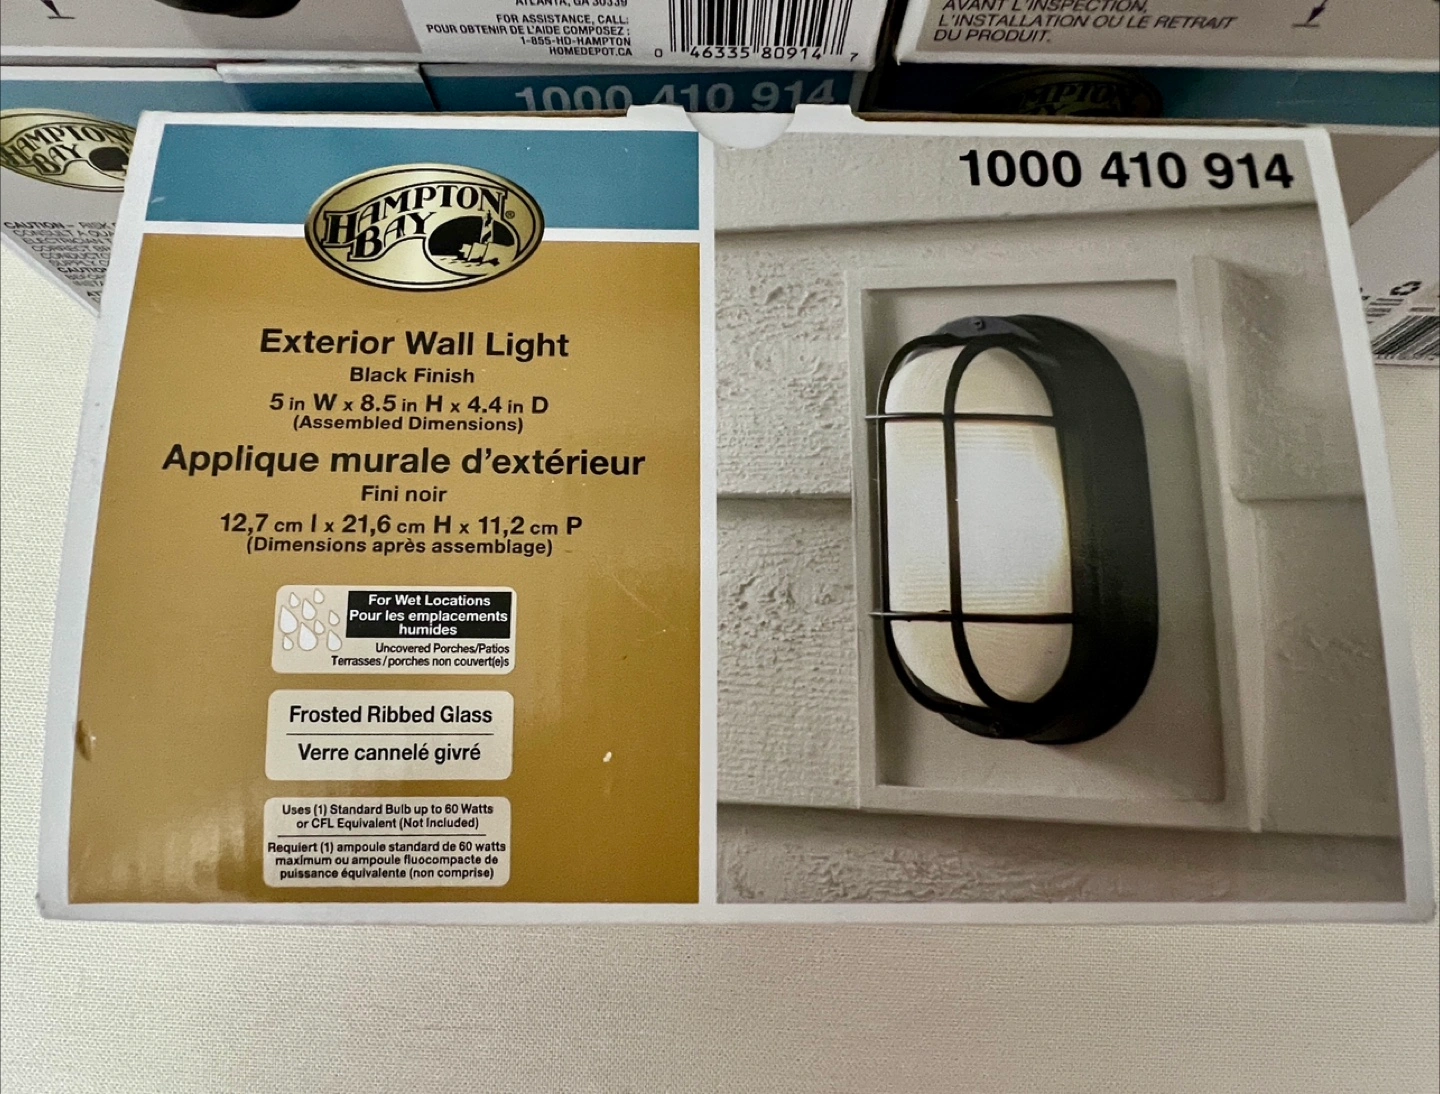 ATLANTA, GA 30339
FOR ASSISTANCE, CALL:
POUR OBTENIR DE L'AIDE COMPOSEZ :
1-855-HD-HAMPTON
HOMEDEPOT.CA
0 46335 80914 7
AVANT L'INSPECTION,
L'INSTALLATION OU LE RETRAIT
DU PRODUIT.
1000 410 914
HAMPTON
BAY
HAMPTON
CAUTION – RISK
HAMPTON
BAY®
1000 410 914
Exterior Wall Light
Black Finish
5 in W x 8.5 in H x 4.4 in D
(Assembled Dimensions)
Applique murale d'extérieur
Fini noir
12,7 cm l x 21,6 cm H x 11,2 cm P
(Dimensions après assemblage)
For Wet Locations
Pour les emplacements
humides
Uncovered Porches/Patios
Terrasses/porches non couvert(e)s
Frosted Ribbed Glass
Verre cannelé givré
Uses (1) Standard Bulb up to 60 Watts
or CFL Equivalent (Not Included)
Requiert (1) ampoule standard de 60 watts
maximum ou ampoule fluocompacte de
puissance équivalente (non comprise)